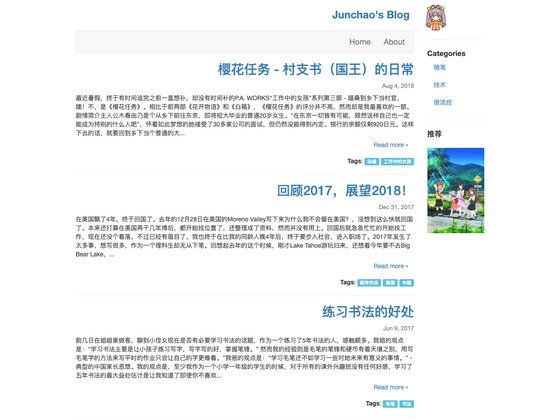 Junchao's Blog
Home About
樱花任务 - 村支书（国王）的日常
Aug 4, 2018
最近暑假，终于有时间追完之前一直想补，却没有时间补的P.A. WORKS"工作中的女孩"系列第三部 - 端桑到乡下当村官，
噗！不，是《樱花任务》。相比于前两部《花开物语》和《白箱》，《樱花任务》的评分并不高，然而却是我最喜欢的一部。
剧情简介主人公木春由乃是个从乡下前往东京，即将短大毕业的普通20岁女生。"在东京一切皆有可能，既然这样自己也一定
能成为特别的什么人吧"，怀着如此梦想的她接受了30多家公司的面试，但仍然没能得到内定。银行的余额仅剩920日元。这样
下去的话，就要回到乡下当个普通的大...
Read more »
Tags: 动漫 工作中的女孩
回顾2017，展望2018！
Dec 31, 2017
在美国飘了4年，终于回国了。去年的12月28日在美国的Moreno Valley写下来为什么我不会留在美国？，没想到这么快就回国
了。本来还打算在美国再干几年博后，都开始找位置了，还整理成了资料，然而并没有用上。回国后就急急忙忙的开始找工
作，现在还没个着落。不过已经有眉目了，我也终于在比我的同龄人晚4年后，终于要步入社会，进入职场了。2017年发生了
太多事，想写很多，作为一个理科生却无从下笔。回想起去年的这个时候，刚才Lake Tahoe游玩归来，还想着今年要不去Big
Bear Lake，...
Read more »
Tags: 新年快乐 美国 中国
练习书法的好处
Jun 9, 2017
前几日在姐姐家做客，聊到小侄女现在是否有必要学习书法的话题，作为一个练习了5年书法的人，感触颇多。我姐的观点
是："学习书法主要是让小孩子练习写字，写字写的好，掌握笔锋。" 然而我的经验则是毛笔的笔锋和硬币有着天壤之别，用写
毛笔字的方法来写平时的作业只会让自己的字更难看。"我爸的观点是："学习毛笔还不如学习一些对她未来有意义的事情。" -
典型的中国家长思想。我的观点是，至少我作为一个小学一年级的学生的时候，对于所有的课外兴趣班没有任何好感，学习了
五年书法的最大益处估计是让我知道了即使你不喜欢...
Read more »
Tags: 毛笔 书法
Categories
随笔
技术
微流控
推荐